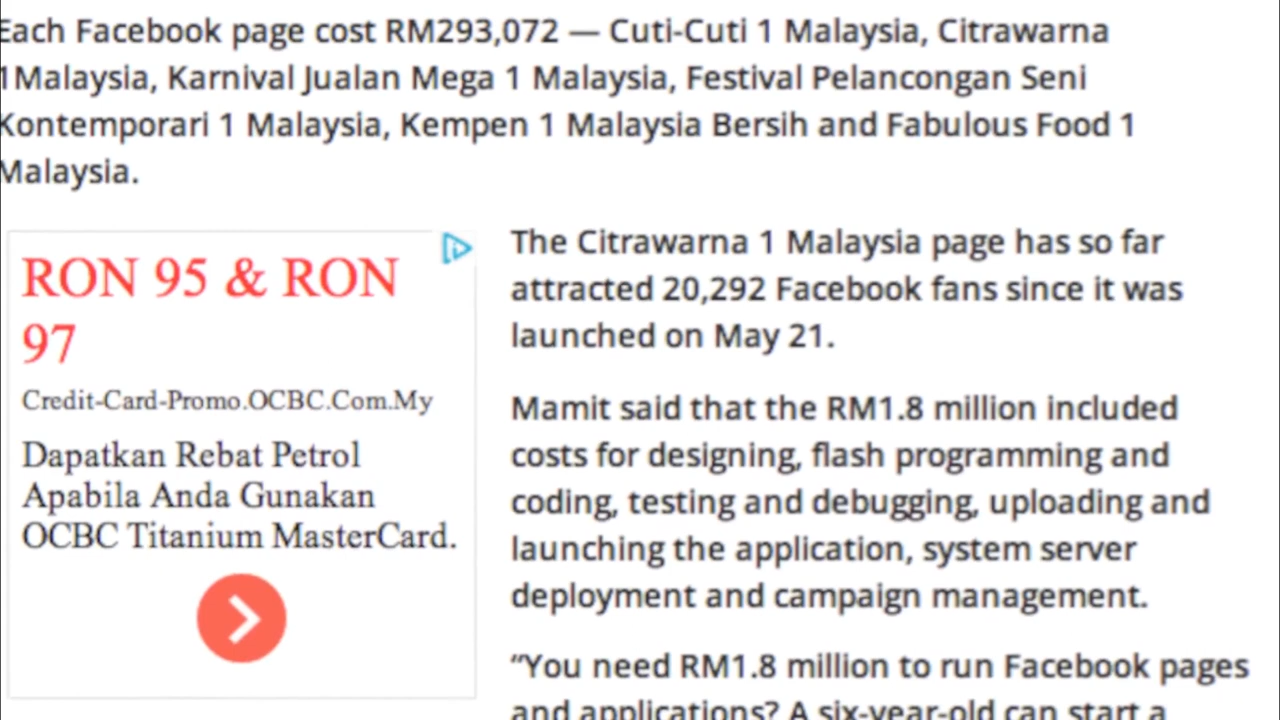 Each Facebook page cost RM293,072 — Cuti-Cuti 1 Malaysia, Citrawarna
1Malaysia, Karnival Jualan Mega 1 Malaysia, Festival Pelancongan Seni
Kontemporari 1 Malaysia, Kempen 1 Malaysia Bersih and Fabulous Food 1
Malaysia.
RON 95 & RON
97
Credit-Card-Promo.OCBC.Com.My
Dapatkan Rebat Petrol
Apabila Anda Gunakan
OCBC Titanium MasterCard.
The Citrawarna 1 Malaysia page has so far
attracted 20,292 Facebook fans since it was
launched on May 21.
Mamit said that the RM1.8 million included
costs for designing, flash programming and
coding, testing and debugging, uploading and
launching the application, system server
deployment and campaign management.
“You need RM1.8 million to run Facebook pages
and applications? A six-year-old can start a